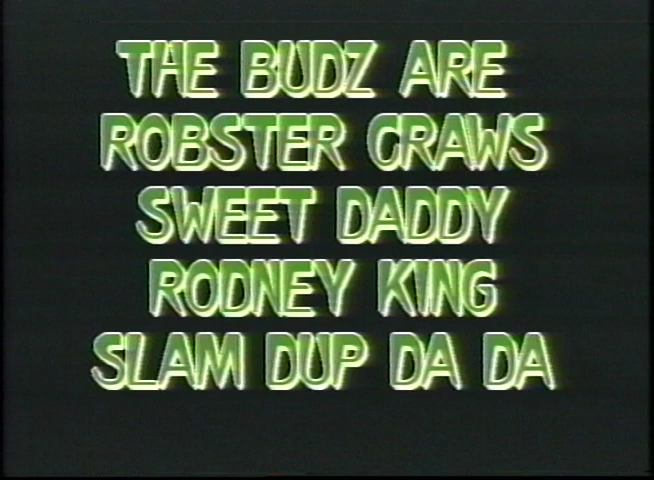 THE BUDZ ARE
ROBSTER CRAWS
SWEET DADDY
RODNEY KING
SLAM DUP DA DA